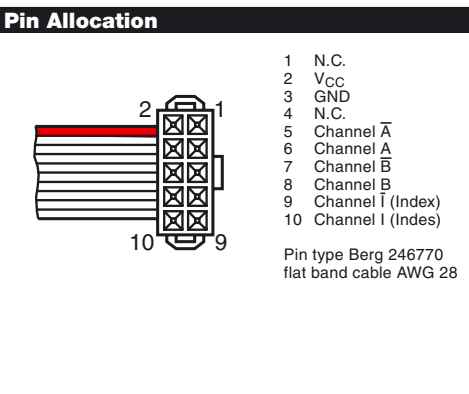 Pin Allocation
2 1
10 9
1 N.C.
2 VCC
3 GND
4 N.C.
5 Channel A̅
6 Channel A
7 Channel B̅
8 Channel B
9 Channel I̅ (Index)
10 Channel I (Indes)
Pin type Berg 246770
flat band cable AWG 28